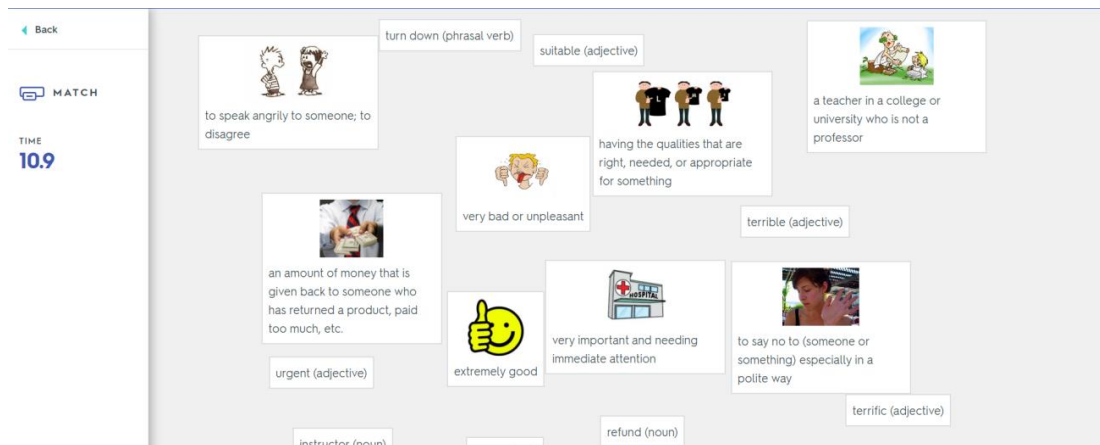 Back
MATCH
TIME
10.9
turn down (phrasal verb)
suitable (adjective)
to speak angrily to someone; to
disagree
having the qualities that are
right, needed, or appropriate
for something
a teacher in a college or
university who is not a
professor
very bad or unpleasant
terrible (adjective)
an amount of money that is
given back to someone who
has returned a product, paid
too much, etc.
extremely good
HOSPITAL
very important and needing
immediate attention
to say no to (someone or
something) especially in a
polite way
urgent (adjective)
terrific (adjective)
refund (noun)
instructor (noun)